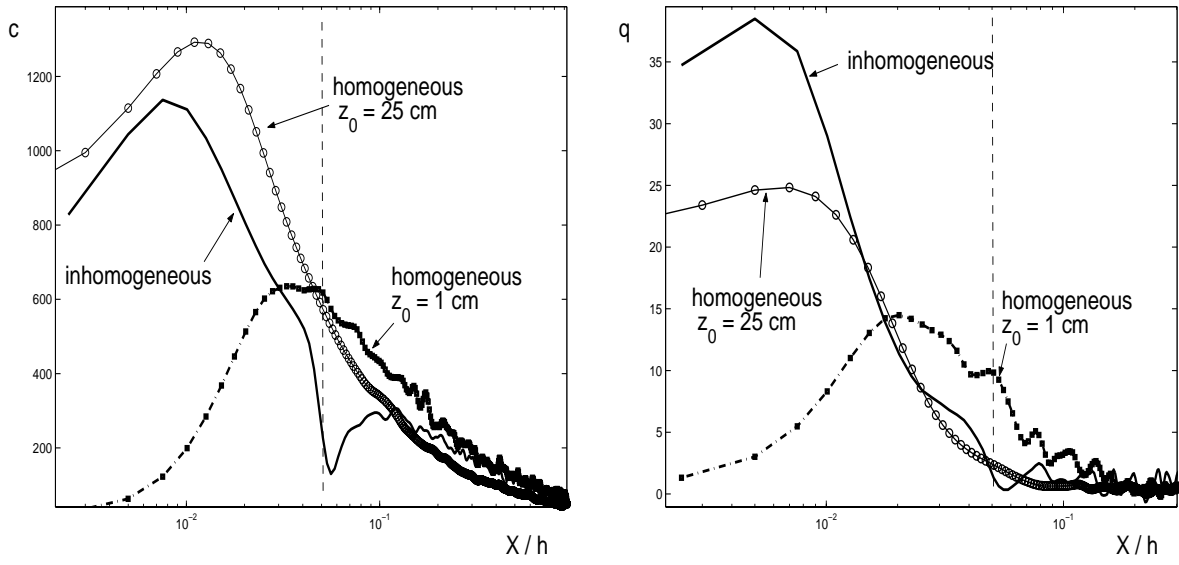 c
1200
1000
800
600
400
200
homogeneous
z0 = 25 cm
inhomogeneous
homogeneous
z0 = 1 cm
10^-2
10^-1
X / h
q
35
30
25
20
15
10
5
0
inhomogeneous
homogeneous
z0 = 25 cm
homogeneous
z0 = 1 cm
10^-2
10^-1
X / h